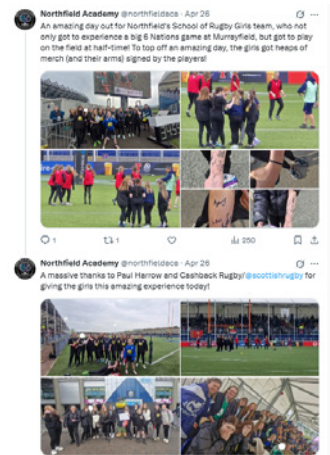 Northfield Academy @northfieldaca · Apr 26
An amazing day out for Northfield's School of Rugby Girls team, who not
only got to experience a big 6 Nations game at Murrayfield, but got to play
on the field at half-time! To top off an amazing day, the girls got heaps of
merch (and their arms) signed by the players!
1
1
250
Northfield Academy @northfieldaca · Apr 26
A massive thanks to Paul Harrow and Cashback Rugby/@scottishrugby for
giving the girls this amazing experience today!